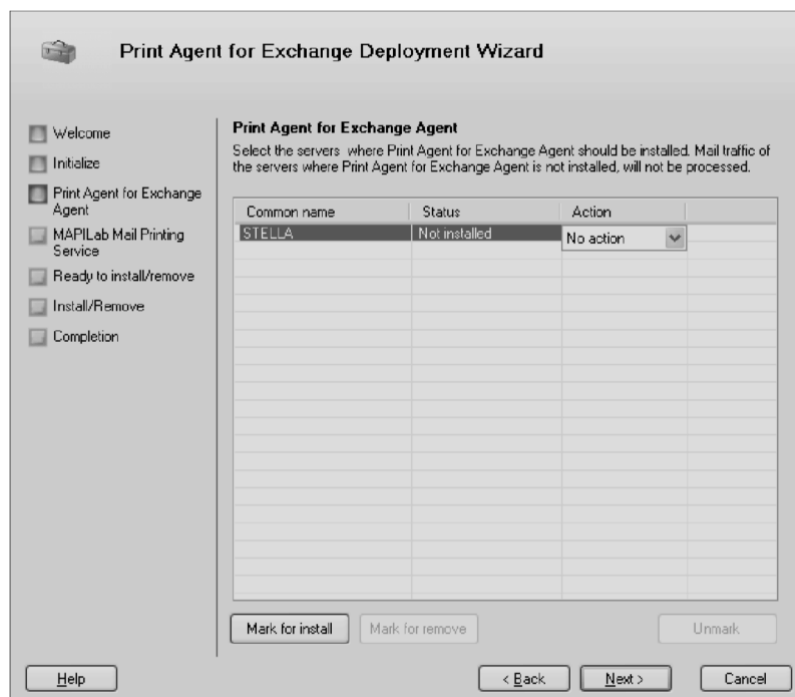 Print Agent for Exchange Deployment Wizard
Welcome
Initialize
Print Agent for Exchange
Agent
MAPILab Mail Printing
Service
Ready to install/remove
Install/Remove
Completion
Print Agent for Exchange Agent
Select the servers where Print Agent for Exchange Agent should be installed. Mail traffic of
the servers where Print Agent for Exchange Agent is not installed, will not be processed.
Common name Status Action
STELLA Not installed No action
Mark for install Mark for remove Unmark
Help < Back Next > Cancel